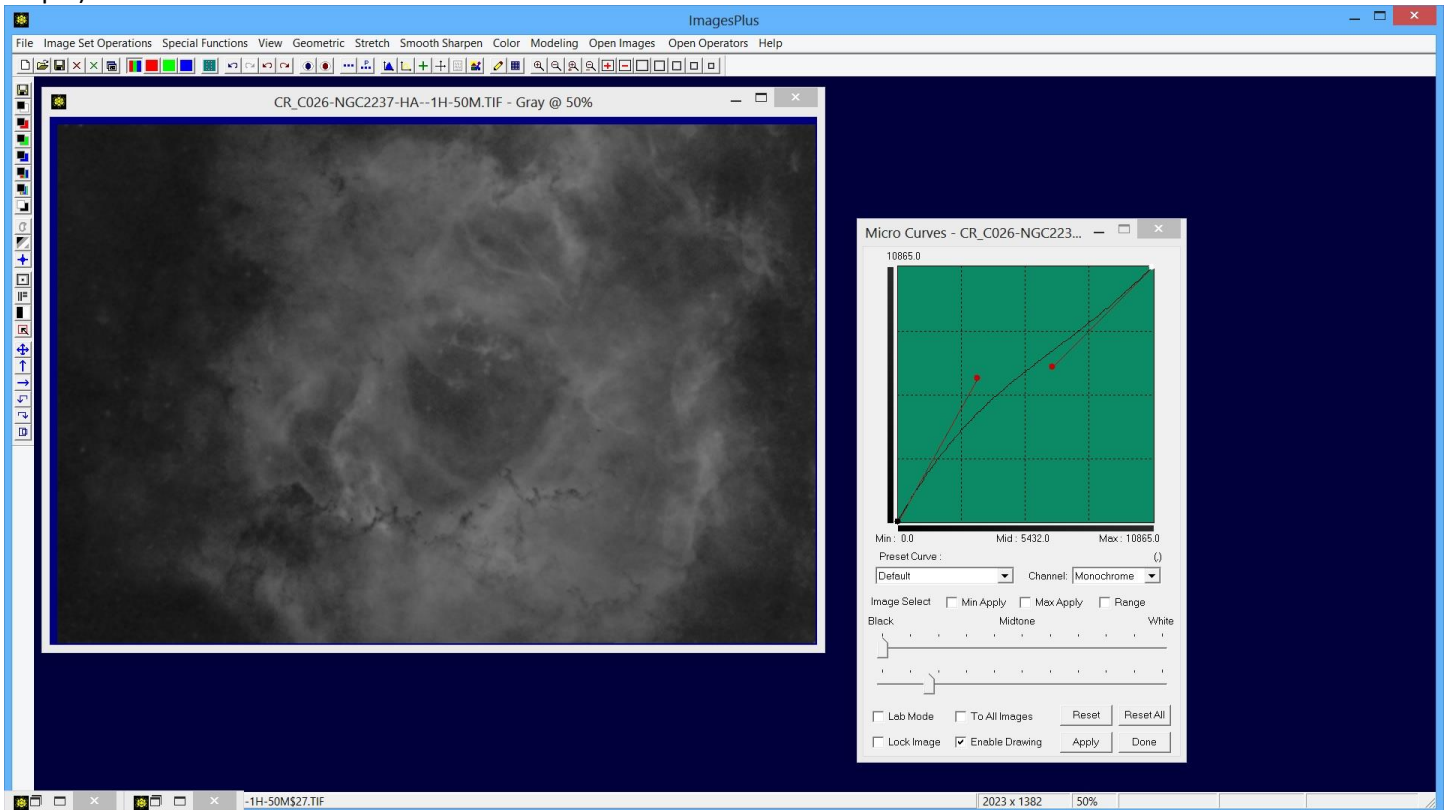 ImagesPlus
File Image Set Operations Special Functions View Geometric Stretch Smooth Sharpen Color Modeling Open Images Open Operators Help
CR_C026-NGC2237-HA--1H-50M.TIF - Gray @ 50%
Micro Curves - CR_C026-NGC223...
10865.0
Min : 0.0 Mid : 5432.0 Max : 10865.0
Preset Curve : (,)
Default Channel: Monochrome
Image Select Min Apply Max Apply Range
Black Midtone White
Lab Mode To All Images Reset Reset All
Lock Image Enable Drawing Apply Done
-1H-50M$27.TIF 2023 x 1382 50%